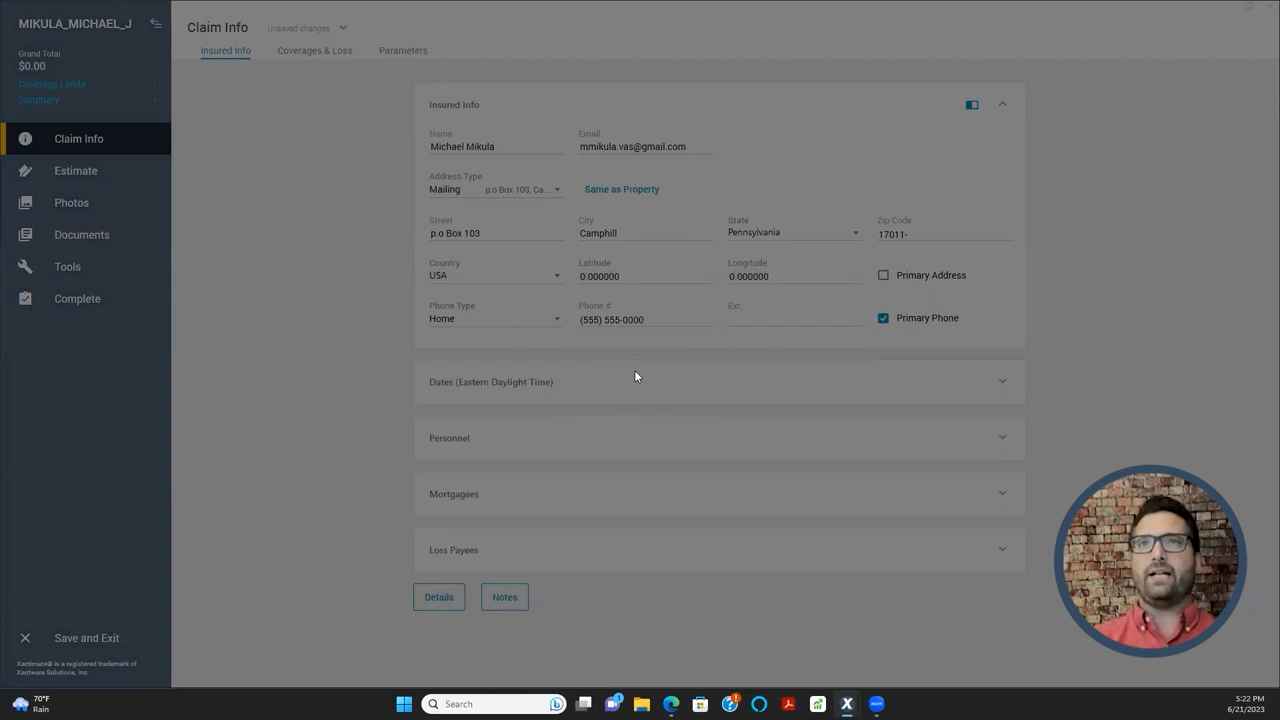 MIKULA_MICHAEL_J
Grand Total
$0.00
Coverage Limits
Summary
Claim Info
Estimate
Photos
Documents
Tools
Complete
Save and Exit
Xactimate® is a registered trademark of
Xactware Solutions, Inc.
Claim Info Unsaved changes
Insured Info Coverages & Loss Parameters
Insured Info
Name Email
Michael Mikula mmikula.vas@gmail.com
Address Type
Mailing p.o Box 103, Ca... Same as Property
Street City State Zip Code
p.o Box 103 Camphill Pennsylvania 17011-
Country Latitude Longitude
USA 0.000000 0.000000 Primary Address
Phone Type Phone # Ext.
Home (555) 555-0000 Primary Phone
Dates (Eastern Daylight Time)
Personnel
Mortgagees
Loss Payees
Details Notes
70°F
Rain
Search
1
X
zoom
5:22 PM
6/21/2023